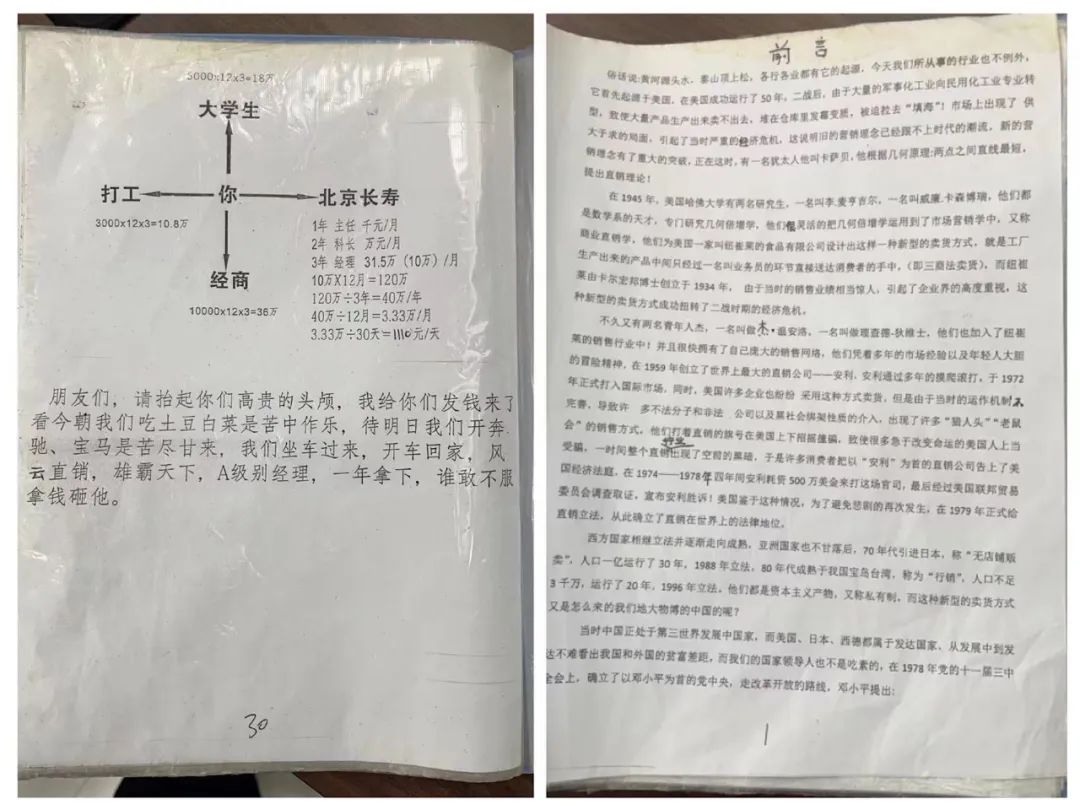 5000x12x3=18万
大学生
打工
你
北京长寿
3000x12x3=10.8万
1年 主任 千元/月
2年 科长 万元/月
3年 经理 31.5万(10万)/月
10万X12月=120万
120万÷3年=40万/年
40万÷12月=3.33万/月
3.33万÷30天=1110元/天
经商
10000x12x3=36万
朋友们,请抬起你们高贵的头颅,我给你们发钱来了
看今朝我们吃土豆白菜是苦中作乐,待明日我们开奔
驰、宝马是苦尽甘来,我们坐车过来,开车回家,风
云直销,雄霸天下,A级别经理,一年拿下,谁敢不服
拿钱砸他。
30
前言
俗话说:黄河源头水,泰山顶上松,各行各业都有它的起源,今天我们所从事的行业也不例外,
它首先起源于美国,在美国成功运行了50年,二战后,由于大量的军事化工业向民用化工业专业转
型,致使大量产品生产出来卖不出去,堆在仓库里发霉变质,被迫拉去“填海”!市场上出现了 供
大于求的局面,引起了当时严重的经济危机,这说明旧的营销理念已经跟不上时代的潮流,新的营
销理念有了重大的突破,正在这时,有一名犹太人他叫卡萨贝,他根据几何原理:两点之间直线最短,
提出直销理论!
在1945年,美国哈佛大学有两名研究生,一名叫李.麦亨吉尔,一名叫威廉.卡森博瑞,他们都
是数学系的天才,专门研究几何倍增学,他们灵活的把几何倍增学运用到了市场营销学中,又称
商业直销学,他们为美国一家叫纽崔莱的食品有限公司设计出这样一种新型的卖货方式,就是工厂
生产出来的产品中间只经过一名叫业务员的环节直接送达消费者的手中,(即三商法卖货),而纽崔
莱由卡尔宏邦博士创立于1934年, 由于当时的销售业绩相当惊人,引起了企业界的高度重视,这
种新型的卖货方式成功扭转了二战时期的经济危机。
不久又有两名青年人杰,一名叫做杰·温安洛,一名叫做理查德-狄维士,他们也加入了纽崔
莱的销售行业中!并且很快拥有了自己庞大的销售网络,他们凭着多年的市场经验以及年轻人大胆
的冒险精神,在1959年创立了世界上最大的直销公司——安利,安利通过多年的摸爬滚打,于1972
年正式打入国际市场,同时,美国许多企业也纷纷 采用这种方式卖货,但是由于当时的运作机制不
完善,导致许 多不法分子和非法 公司以及黑社会绑架性质的介入,出现了许多“猎人头”“老鼠
会”的销售方式,他们打着直销的旗号在美国上下招摇撞骗,致使很多急于改变命运的美国人上当
受骗,一时间整个直销行业出现了空前的黑暗,于是许多消费者把以“安利”为首的直销公司告上了美
国经济法庭,在1974——1978年四年间安利耗资500万美金来打这场官司,最后经过美国联邦贸易
委员会调查取证,宣布安利胜诉!美国鉴于这种情况,为了避免悲剧的再次发生,在1979年正式给
直销立法,从此确立了直销在世界上的法律地位。
西方国家相继立法并逐渐走向成熟,亚洲国家也不甘落后,70年代引进日本,称“无店铺贩
卖”,人口一亿运行了30年,1988年立法,80年代成熟于我国宝岛台湾,称为“行销”,人口不足
3千万,运行了20年,1996年立法,他们都是资本主义产物,又称私有制,而这种新型的卖货方式
又是怎么来的我们地大物博的中国的呢?
当时中国正处于第三世界发展中国家,而美国、日本、西德都属于发达国家,从发展中到发
达不难看出我国和外国的贫富差距,而我们的国家领导人也不是吃素的,在1978年党的十一届三中
全会上,确立了以邓小平为首的党中央,走改革开放的路线,邓小平提出:
1